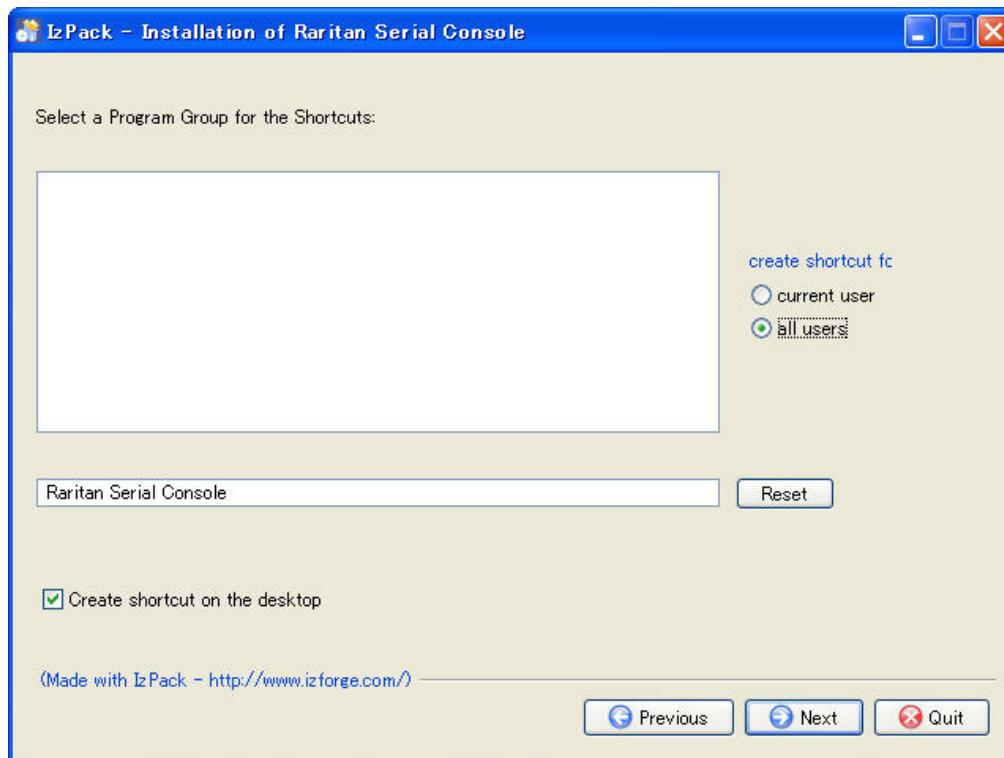 IzPack - Installation of Raritan Serial Console
Select a Program Group for the Shortcuts:
create shortcut fc
current user
all users
Raritan Serial Console
Reset
Create shortcut on the desktop
(Made with IzPack - http://www.izforge.com/)
Previous
Next
Quit